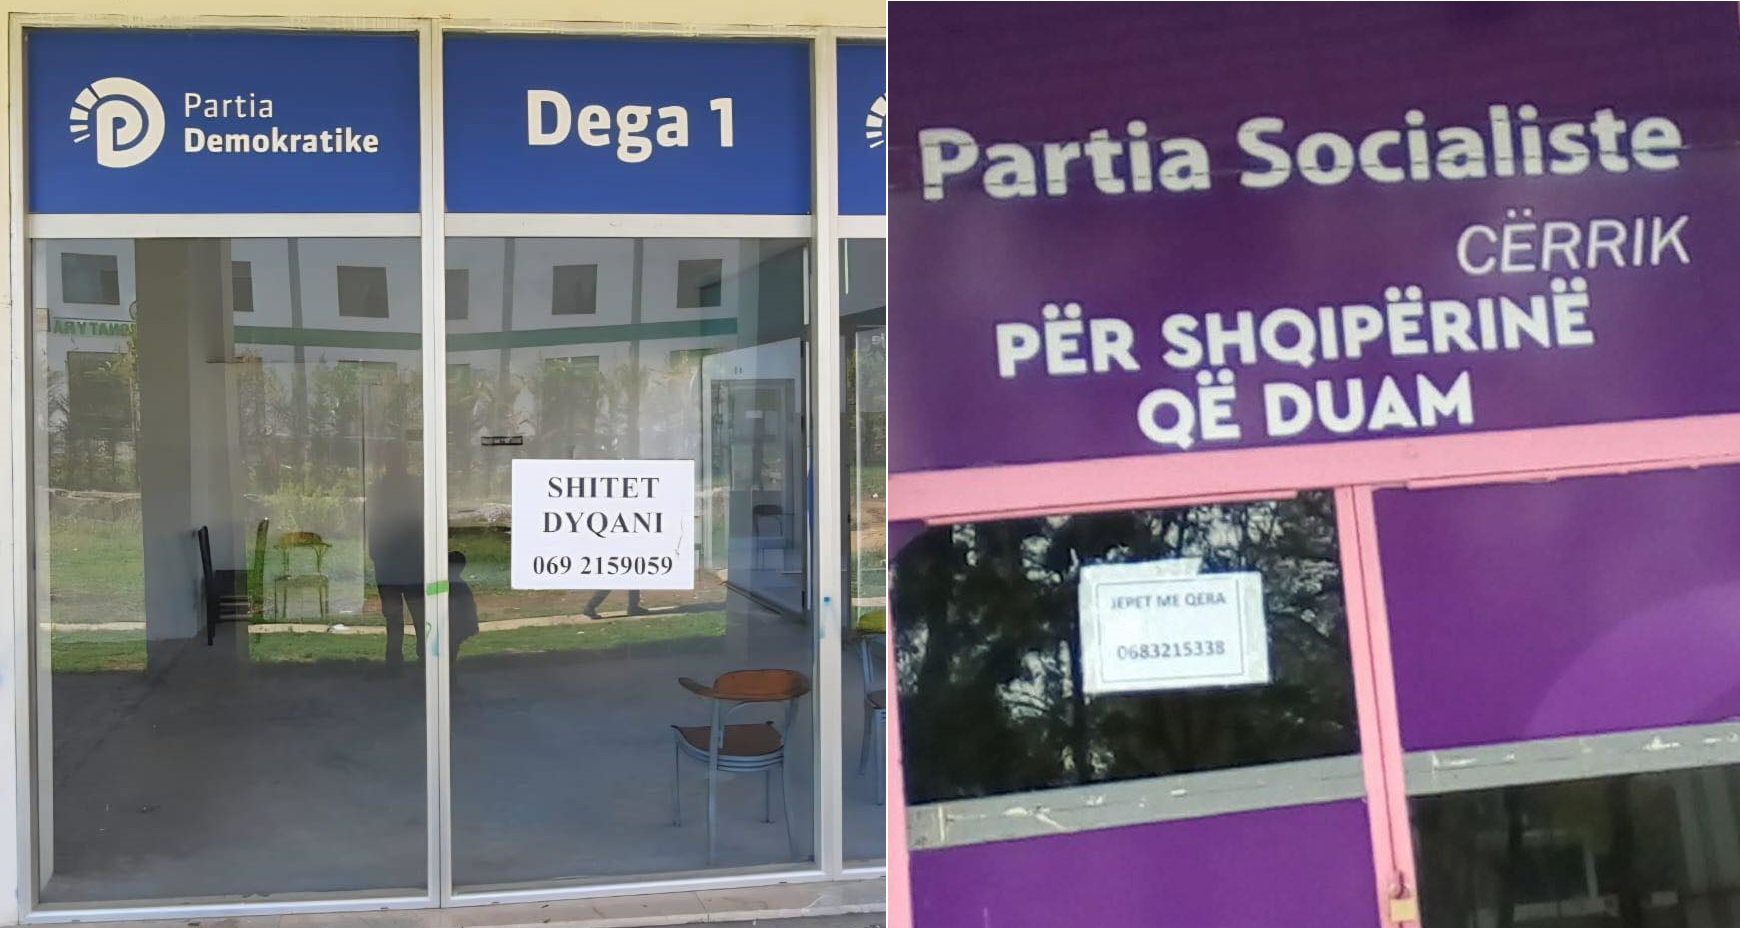 Partia
Demokratike
Dega 1
SHITET
DYQANI
069 2159059
Partia Socialiste
CËRRIK
PËR SHQIPËRINË
QË DUAM
JEPET ME QERA
0683215338